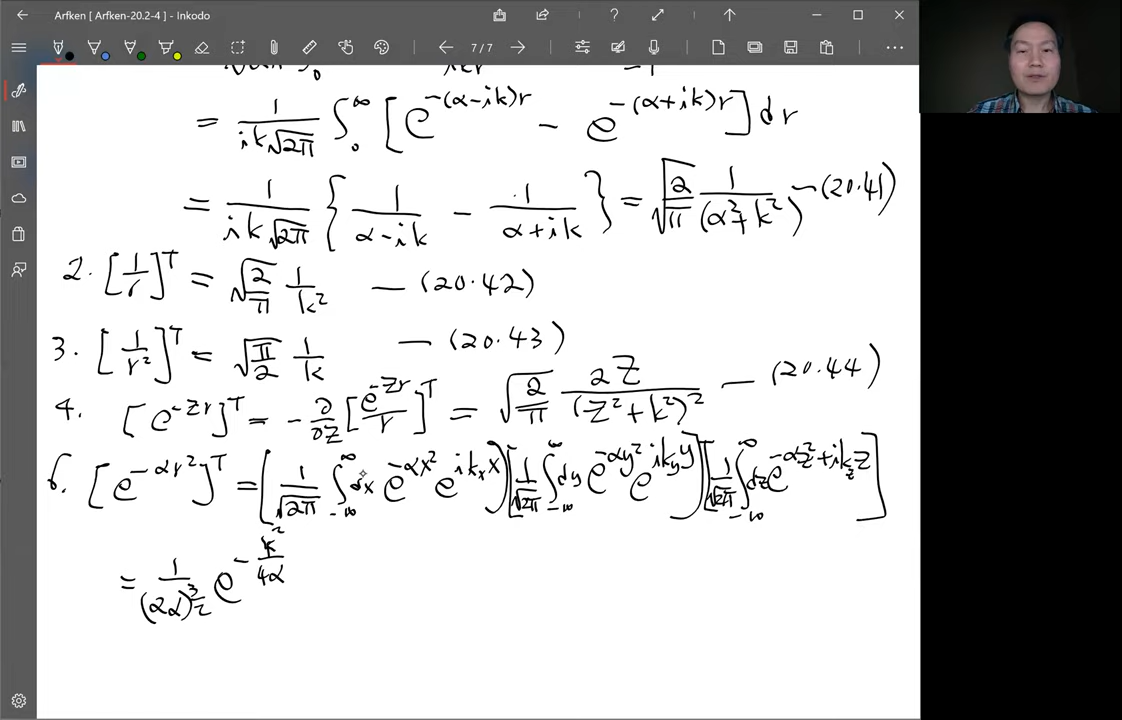 Arfken [ Arfken-20.2-4 ] - Inkodo
7/7
= 1/(ik√2π) ∫₀^∞ [e^{-(α-ik)r} - e^{-(α+ik)r}] dr
= 1/(ik√2π) { 1/(α-ik) - 1/(α+ik) } = √(2/π) 1/(α²+k²) - (20.41)
2. [1/r]^T = √(2/π) 1/k² - (20.42)
3. [1/r²]^T = √(π/2) 1/k - (20.43)
4. [e^{-Zr}]^T = - ∂/∂Z [e^{-Zr}/r]^T = √(2/π) 2Z/(Z²+k²)² - (20.44)
6. [e^{-αr²}]^T = [1/√2π ∫_{-∞}^∞ dx e^{-αx²} e^{ik_x x}) [1/√2π ∫_{-∞}^∞ dy e^{-αy²} e^{ik_y y}] [1/√2π ∫_{-∞}^∞ dz e^{-αz²+ik_z z}]
= 1/(2α)^{3/2} e^{-k²/4α}